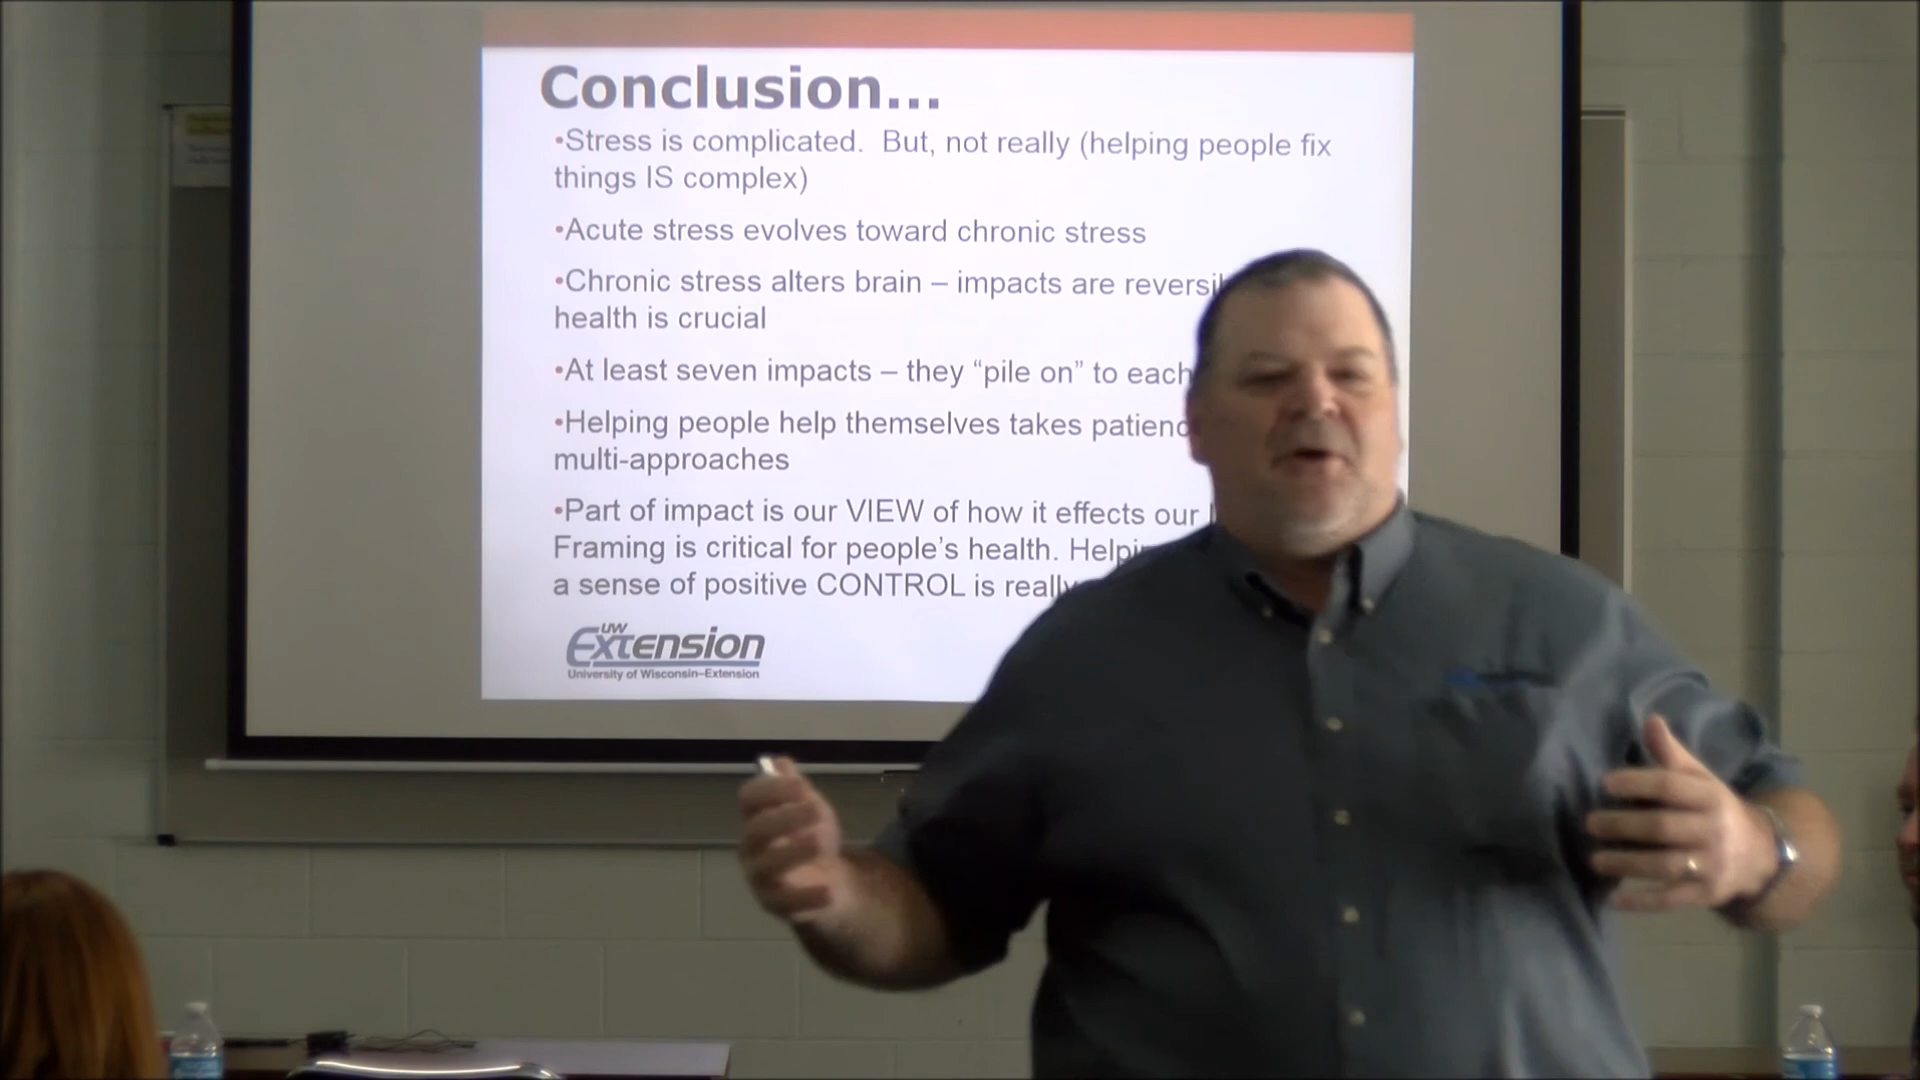 Conclusion...
•Stress is complicated.  But, not really (helping people fix
things IS complex)
•Acute stress evolves toward chronic stress
•Chronic stress alters brain – impacts are
health is crucial
•At least seven impacts – they “pile on” to each
•Helping people help themselves takes
multi-approaches
•Part of impact is our VIEW of how it effects our
Framing is critical for people’s health.
a sense of positive CONTROL is really
UW
Extension
University of Wisconsin–Extension